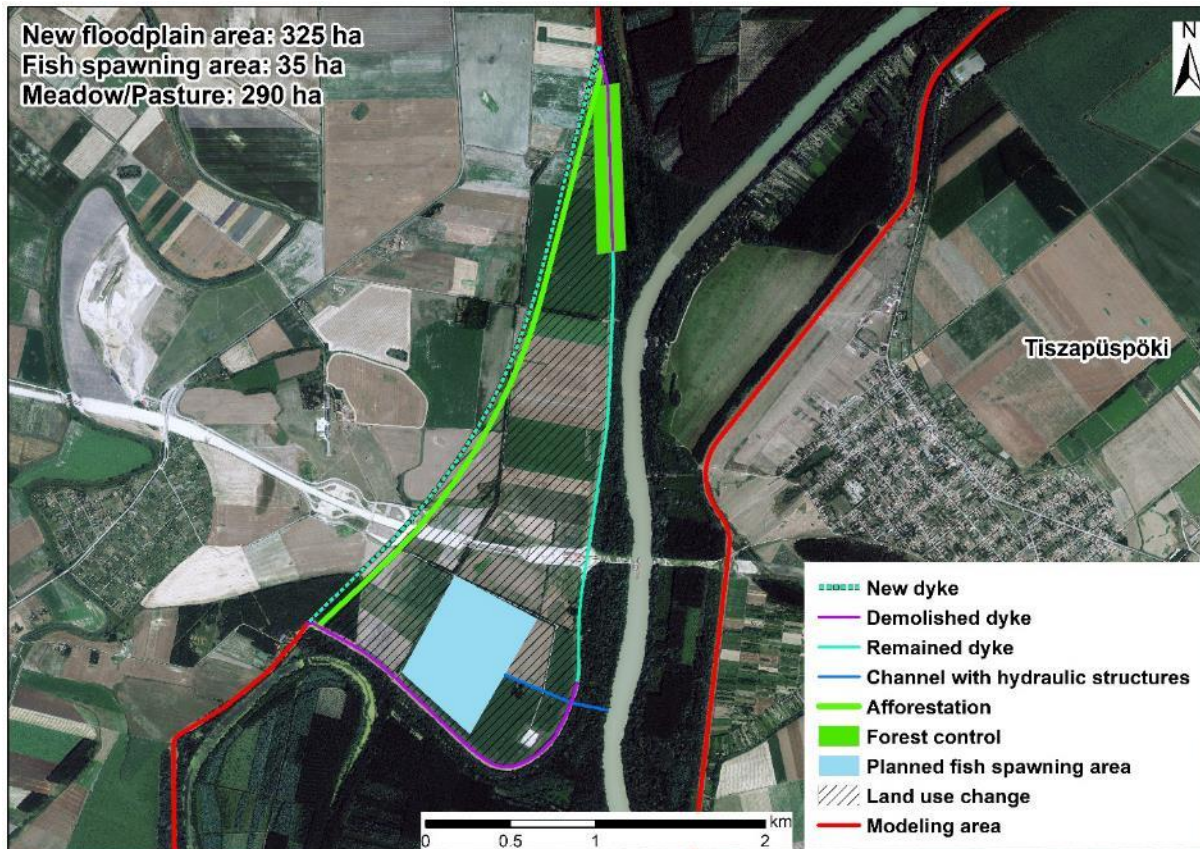 New floodplain area: 325 ha
Fish spawning area: 35 ha
Meadow/Pasture: 290 ha
N
Tiszapüspöki
New dyke
Demolished dyke
Remained dyke
Channel with hydraulic structures
Afforestation
Forest control
Planned fish spawning area
Land use change
Modeling area
km
0 0.5 1 2